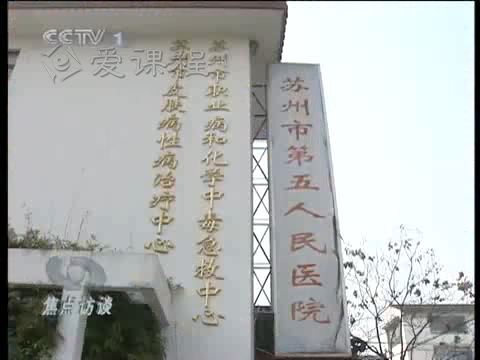 CCTV 1
爱课程
苏州市皮肤病性病治疗中心
苏州市职业病和化学中毒急救中心
苏州市第五人民医院
焦点访谈